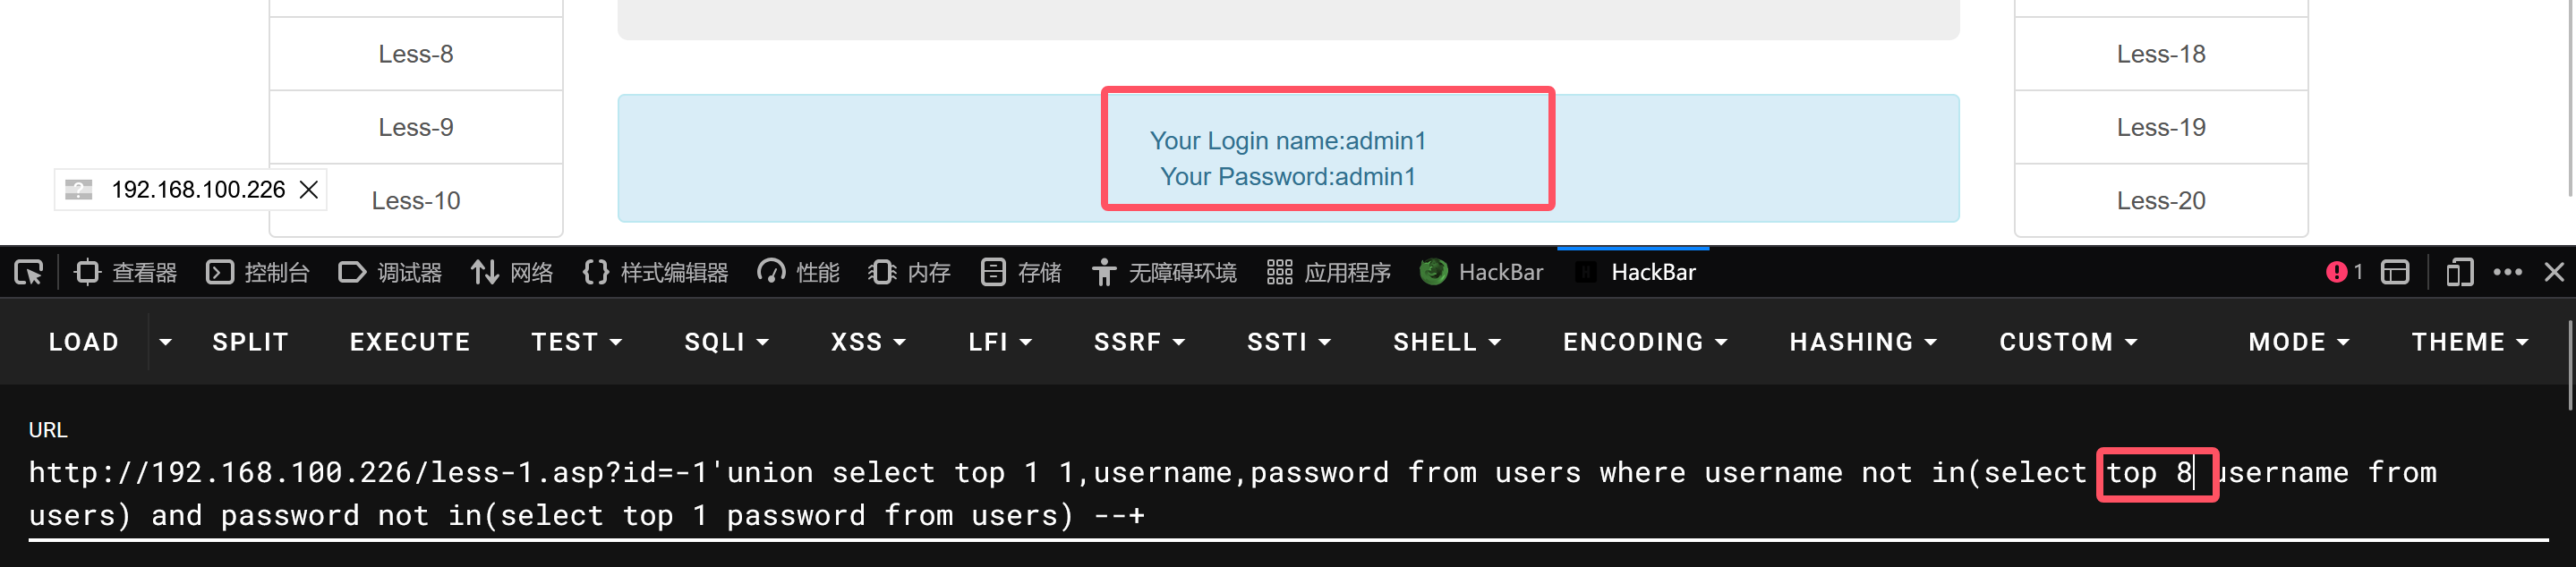 Less-8
Less-9
Less-10
192.168.100.226
Your Login name:admin1
Your Password:admin1
Less-18
Less-19
Less-20
查看器 控制台 调试器 网络 样式编辑器 性能 内存 存储 无障碍环境 应用程序 HackBar HackBar 1
LOAD SPLIT EXECUTE TEST SQLI XSS LFI SSRF SSTI SHELL ENCODING HASHING CUSTOM MODE THEME
URL
http://192.168.100.226/less-1.asp?id=-1'union select top 1 1,username,password from users where username not in(select top 8 username from
users) and password not in(select top 1 password from users) --+